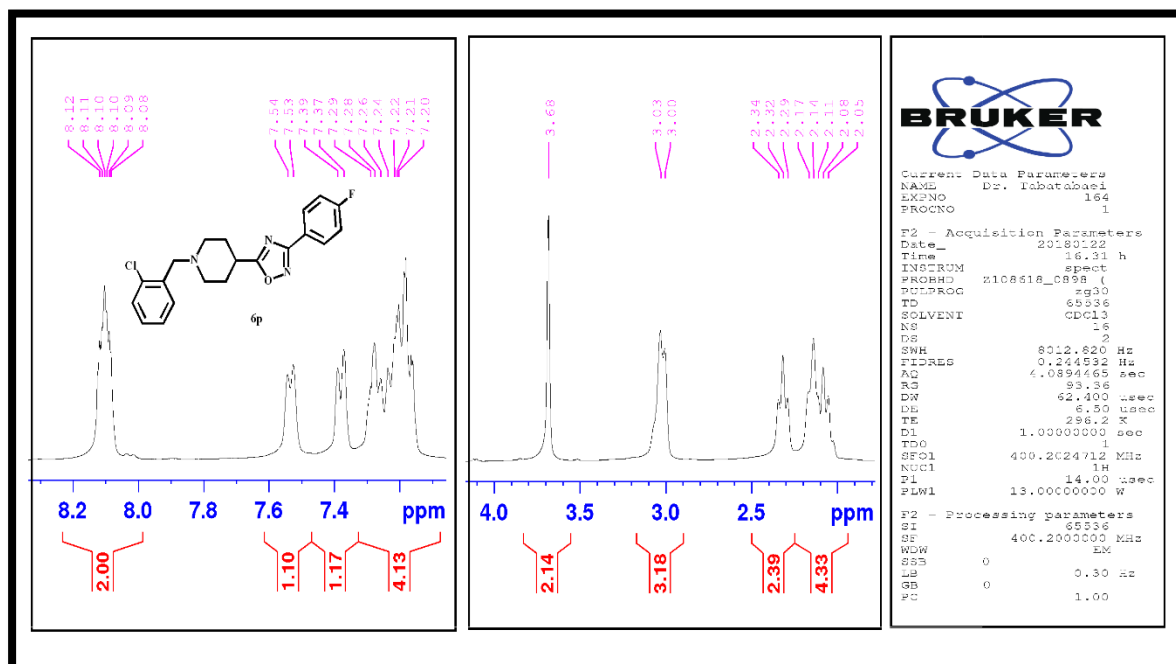 8.12
8.11
8.10
8.10
8.09
8.08
7.54
7.53
7.39
7.37
7.29
7.28
7.26
7.24
7.22
7.21
7.20
F
N
N
O
N
Cl
6p
8.2 8.0 7.8 7.6 7.4 ppm
2.00
1.10
1.17
4.13
3.68
3.03
3.00
2.34
2.32
2.29
2.17
2.14
2.11
2.08
2.05
4.0 3.5 3.0 2.5 ppm
2.14
3.18
2.39
4.33
BRUKER
Current Data Parameters
NAME Dr. Tabatabaei
EXPNO 164
PROCNO 1
F2 - Acquisition Parameters
Date_ 20180122
Time 16.31 h
INSTRUM spect
PROBHD Z108618_0898 (
PULPROG zg30
TD 65536
SOLVENT CDCl3
NS 16
DS 2
SWH 8012.820 Hz
FIDRES 0.244532 Hz
AQ 4.0894465 sec
RG 93.36
DW 62.400 usec
DE 6.50 usec
TE 296.2 K
D1 1.00000000 sec
TD0 1
SFO1 400.2024712 MHz
NUC1 1H
P1 14.00 usec
PLW1 13.00000000 W
F2 - Processing parameters
SI 65536
SF 400.2000000 MHz
WDW EM
SSB 0
LB 0.30 Hz
GB 0
PC 1.00